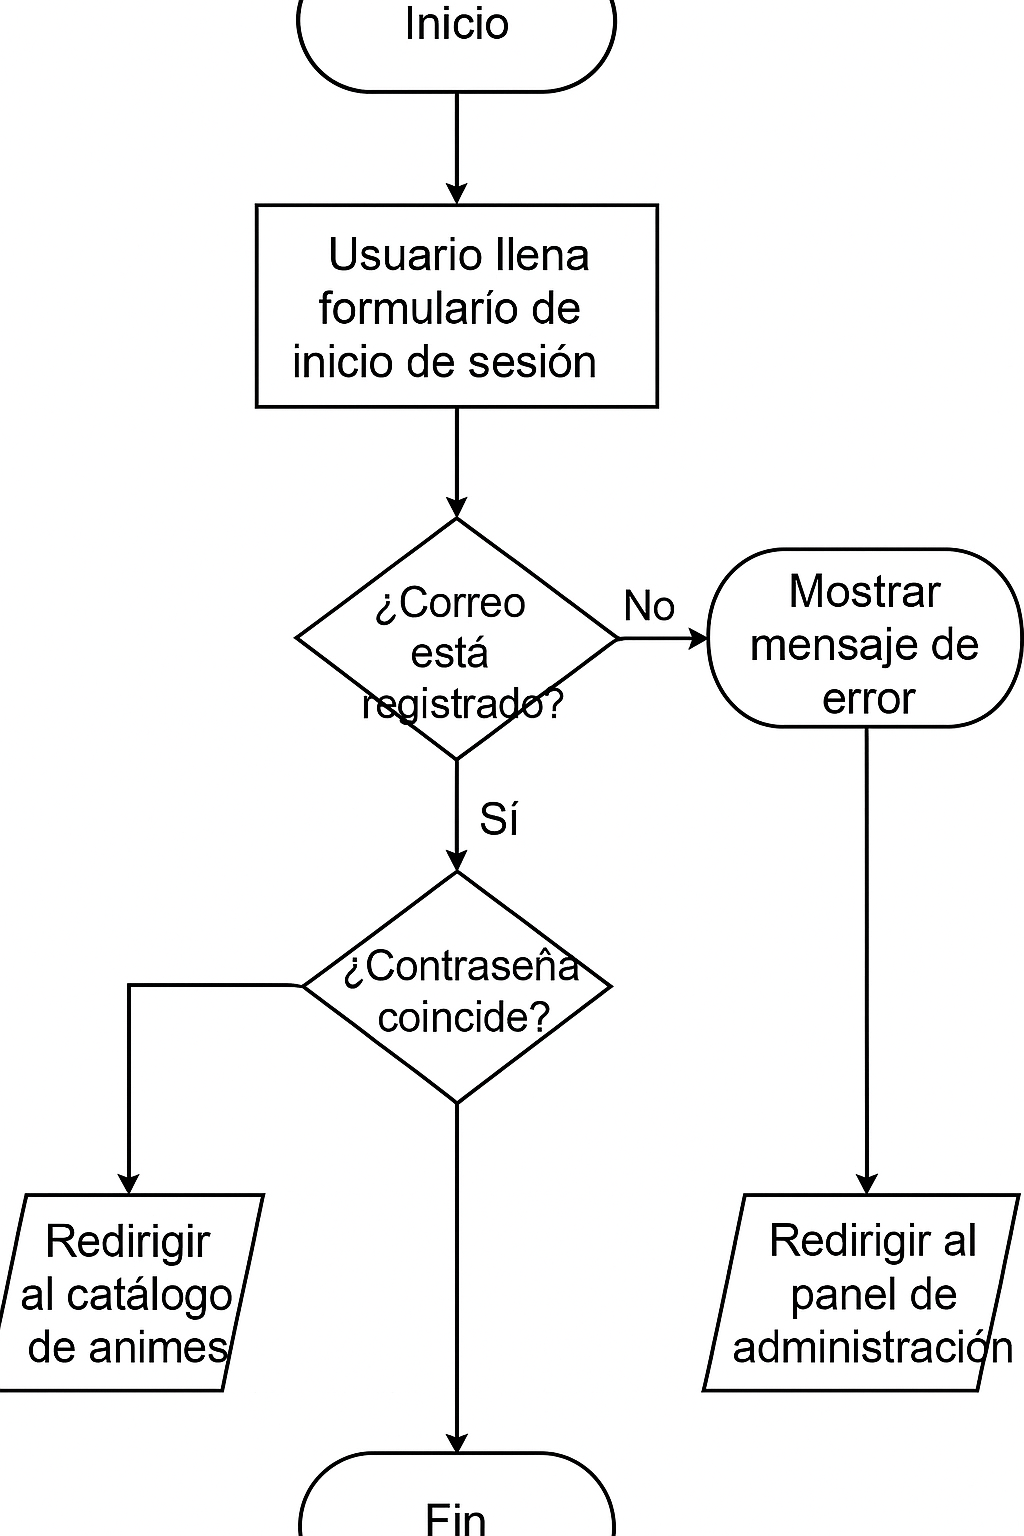 Inicio
Usuario llena
formularío de
inicio de sesión
¿Correo
está
registrado?
No
Mostrar
mensaje de
error
Sí
¿Contraseña
coincide?
Redirigir
al catálogo
de animes
Redirigir al
panel de
administración
Fin